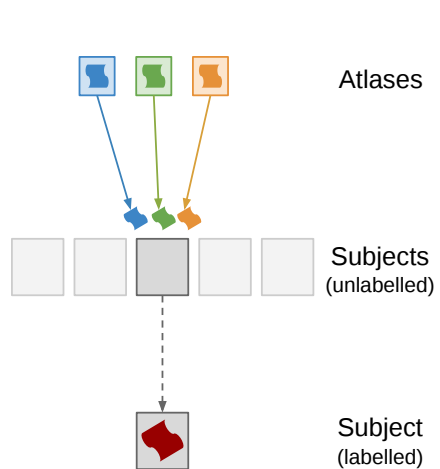 Atlases
Subjects
(unlabelled)
Subject
(labelled)